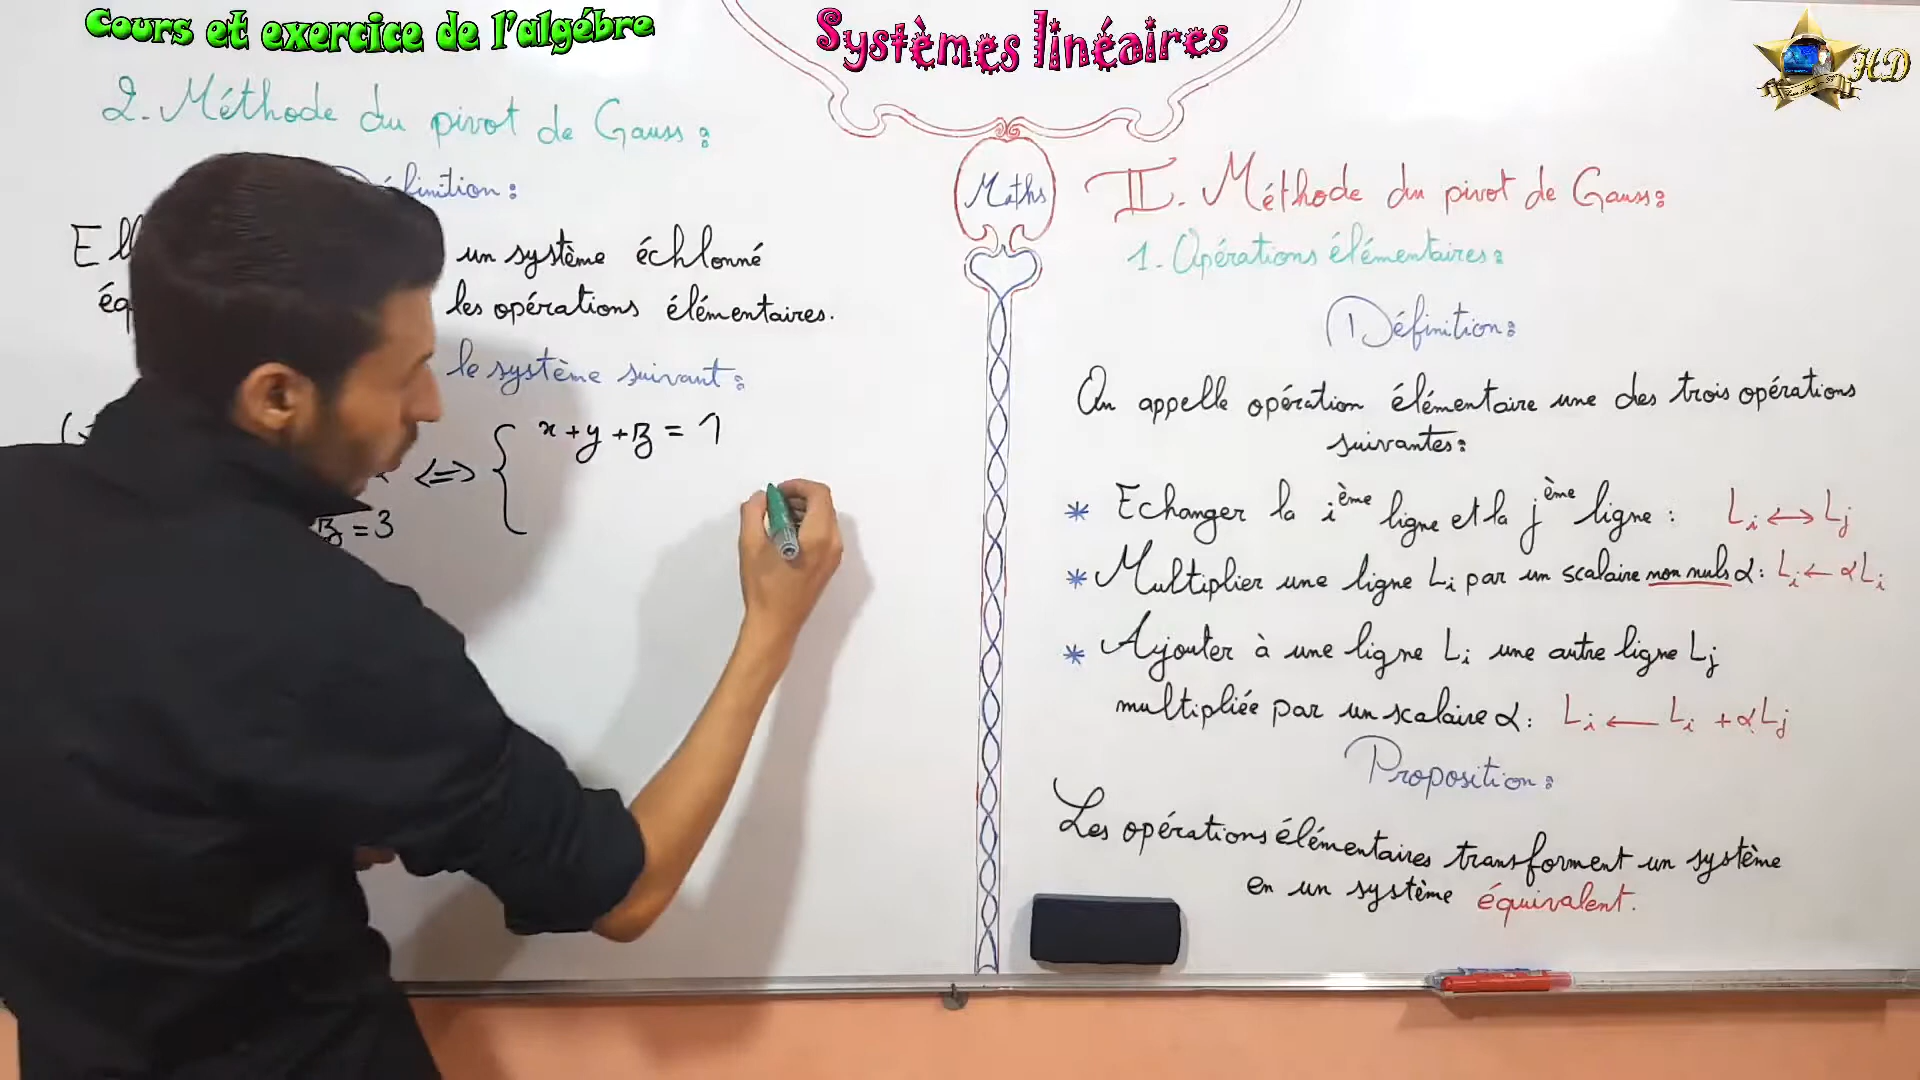 Cours et exercice de l'algébre
Systèmes linéaires
HD
2. Méthode du pivot de Gauss :
Définition :
un système échlonné
les opérations élémentaires.
le système suivant :
x + y + z = 1
<=> {
z = 3
Maths
II. Méthode du pivot de Gauss :
1. Opérations élémentaires :
Définition :
On appelle opération élémentaire une des trois opérations
suivantes :
* Echanger la i ème ligne et la j ème ligne : Li <-> Lj
* Multiplier une ligne Li par un scalaire non nuls α : Li ← αLi
* Ajouter à une ligne Li une autre ligne Lj
multipliée par un scalaire α : Li ← Li + αLj
Proposition :
Les opérations élémentaires transforment un système
en un système équivalent.